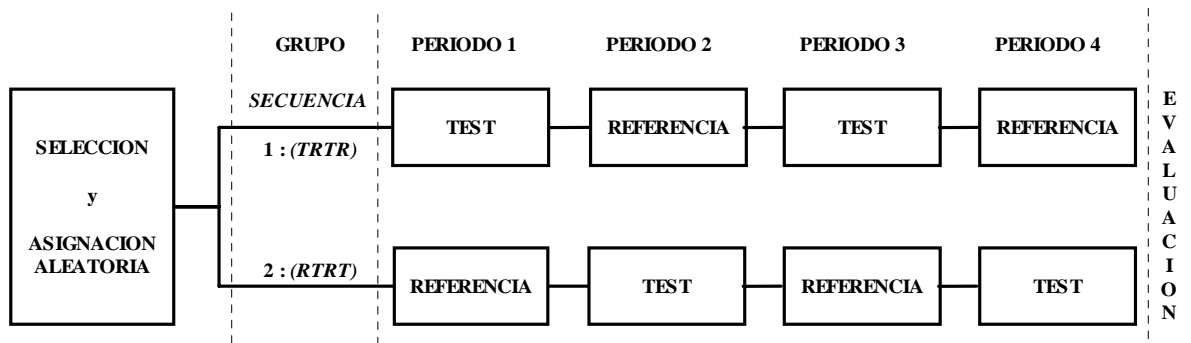 GRUPO PERIODO 1 PERIODO 2 PERIODO 3 PERIODO 4
SELECCION
y
ASIGNACION
ALEATORIA
SECUENCIA
1 : (TRTR)
TEST REFERENCIA TEST REFERENCIA
2 : (RTRT)
REFERENCIA TEST REFERENCIA TEST
EVALUACION